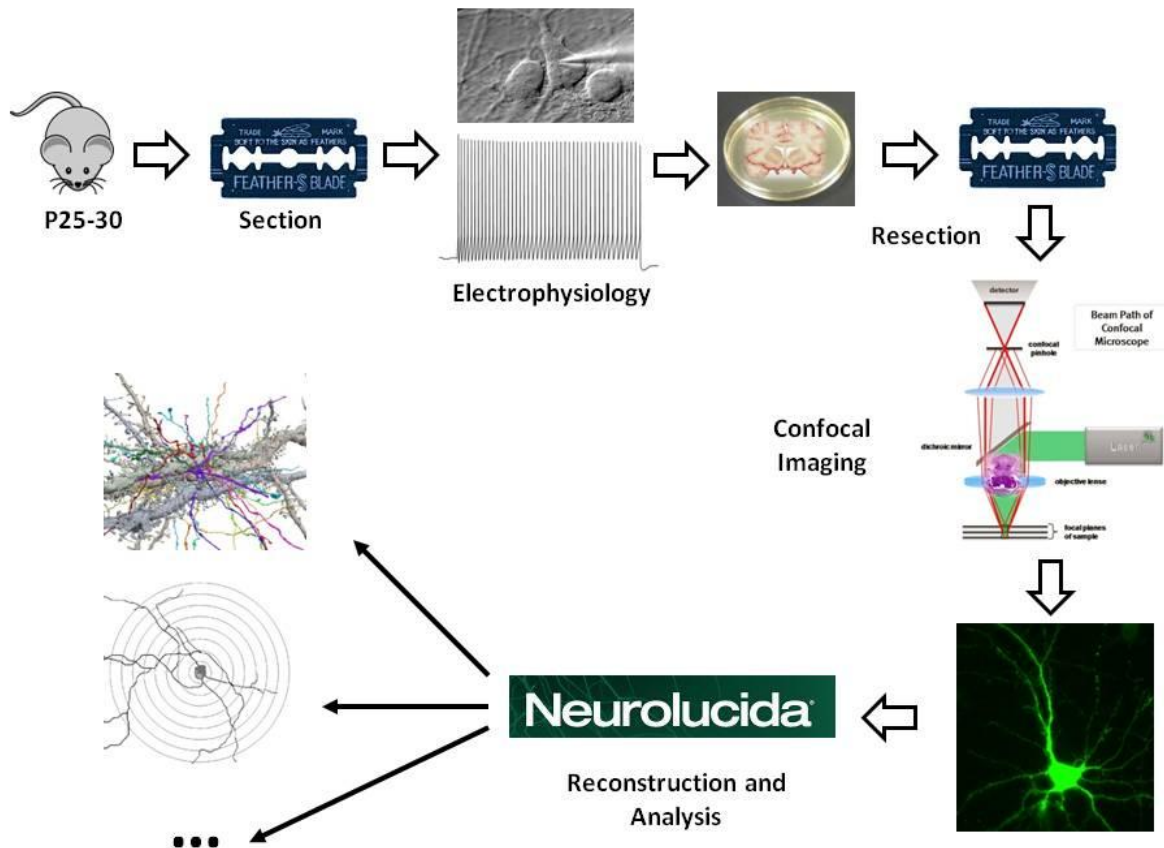 P25-30
TRADE MARK
SOFT TO THE SKIN AS FEATHERS
FEATHER-S BLADE
Section
Electrophysiology
TRADE MARK
SOFT TO THE SKIN AS FEATHERS
FEATHER-S BLADE
Resection
detector
Beam Path of
Confocal
Microscope
confocal
pinhole
Confocal
Imaging
dichroic mirror
Laser
objective lense
focal planes
of sample
Neurolucida®
Reconstruction and
Analysis
...